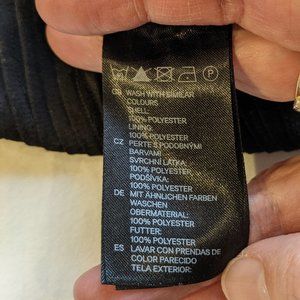 GB WASH WITH SIMILAR
COLOURS
SHELL:
100% POLYESTER
LINING:
100% POLYESTER
CZ PERTE S PODOBNÝMI
BARVAMI
SVRCHNÍ LÁTKA:
100% POLYESTER
PODŠÍVKA:
100% POLYESTER
DE MIT ÄHNLICHEN FARBEN
WASCHEN
OBERMATERIAL:
100% POLYESTER
FUTTER:
100% POLYESTER
ES LAVAR CON PRENDAS DE
COLOR PARECIDO
TELA EXTERIOR: